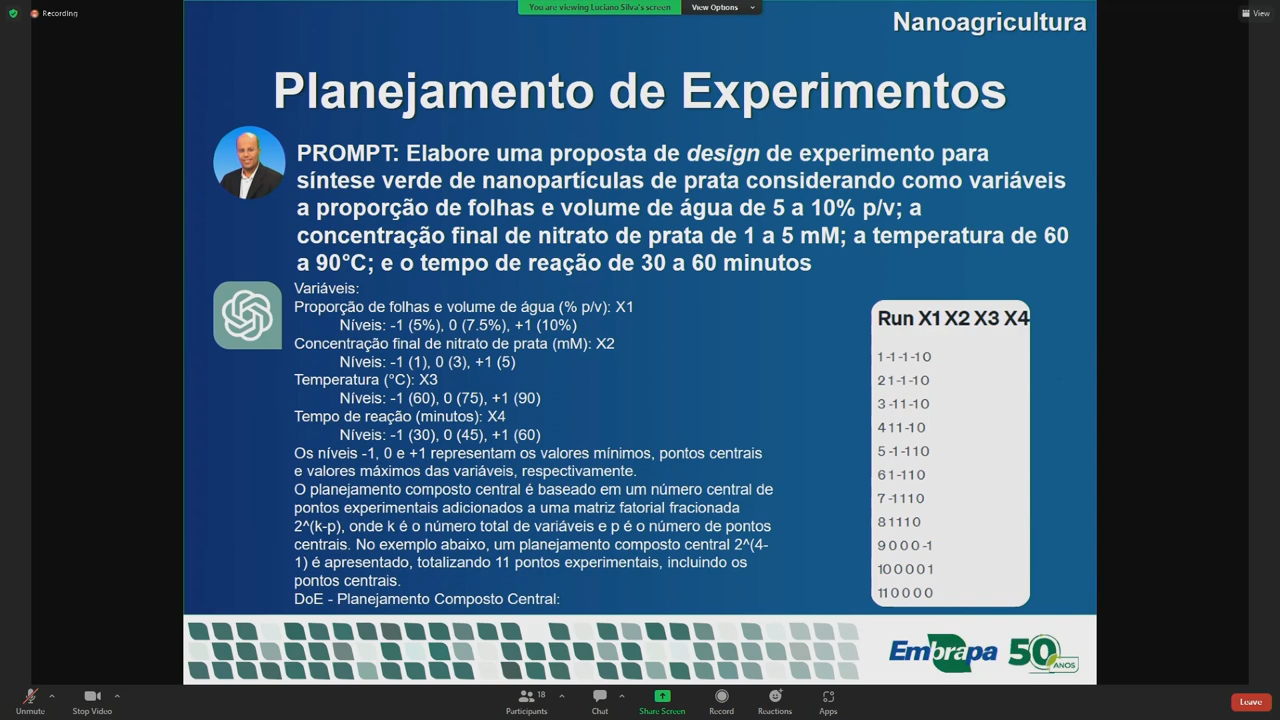 Recording
You are viewing Luciano Silva's screen
View Options
View
Nanoagricultura
Planejamento de Experimentos
PROMPT: Elabore uma proposta de design de experimento para
síntese verde de nanopartículas de prata considerando como variáveis
a proporção de folhas e volume de água de 5 a 10% p/v; a
concentração final de nitrato de prata de 1 a 5 mM; a temperatura de 60
a 90°C; e o tempo de reação de 30 a 60 minutos
Variáveis:
Proporção de folhas e volume de água (% p/v): X1
Níveis: -1 (5%), 0 (7.5%), +1 (10%)
Concentração final de nitrato de prata (mM): X2
Níveis: -1 (1), 0 (3), +1 (5)
Temperatura (°C): X3
Níveis: -1 (60), 0 (75), +1 (90)
Tempo de reação (minutos): X4
Níveis: -1 (30), 0 (45), +1 (60)
Os níveis -1, 0 e +1 representam os valores mínimos, pontos centrais
e valores máximos das variáveis, respectivamente.
O planejamento composto central é baseado em um número central de
pontos experimentais adicionados a uma matriz fatorial fracionada
2^(k-p), onde k é o número total de variáveis e p é o número de pontos
centrais. No exemplo abaixo, um planejamento composto central 2^(4-
1) é apresentado, totalizando 11 pontos experimentais, incluindo os
pontos centrais.
DoE - Planejamento Composto Central:
Run X1 X2 X3 X4
1 -1 -1 -1 0
2 1 -1 -1 0
3 -1 1 -1 0
4 1 1 -1 0
5 -1 -1 1 0
6 1 -1 1 0
7 -1 1 1 0
8 1 1 1 0
9 0 0 0 -1
10 0 0 0 1
11 0 0 0 0
Embrapa 50 ANOS
Unmute
Stop Video
18
Participants
Chat
Share Screen
Record
Reactions
Apps
Leave